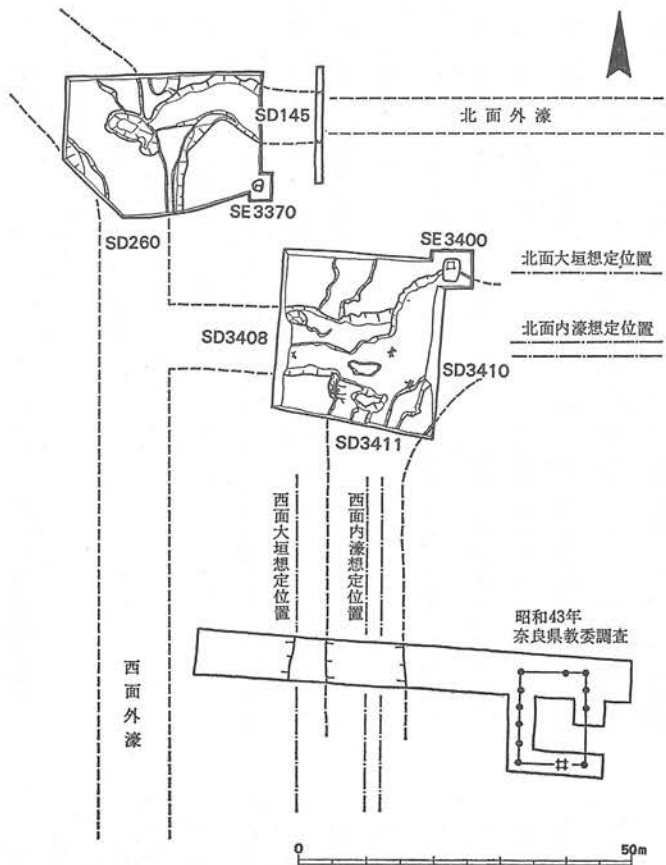 SD145
北面外濠
SE3370
SD260
SE3400
北面大垣想定位置
SD3408
北面内濠想定位置
SD3410
SD3411
西面大垣想定位置
西面内濠想定位置
昭和43年
奈良県教委調査
西面外濠
0
50m